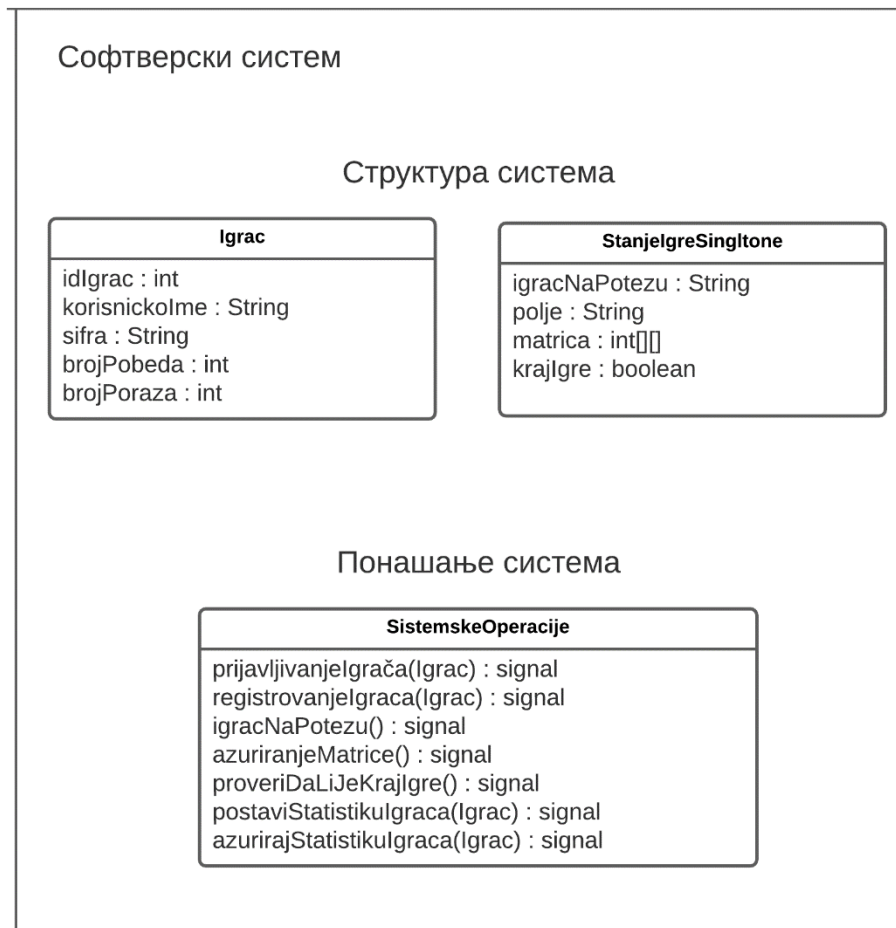 Софтверски систем
Структура система
Igrac
idIgrac : int
korisnickoIme : String
sifra : String
brojPobeda : int
brojPoraza : int
StanjeIgreSingltone
igracNaPotezu : String
polje : String
matrica : int[][]
krajIgre : boolean
Понашање система
SistemskeOperacije
prijavljivanjeIgrača(Igrac) : signal
registrovanjeIgraca(Igrac) : signal
igracNaPotezu() : signal
azuriranjeMatrice() : signal
proveriDaLiJeKrajIgre() : signal
postaviStatistikuIgraca(Igrac) : signal
azurirajStatistikuIgraca(Igrac) : signal